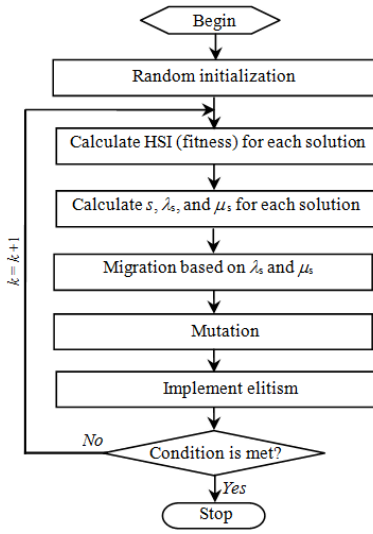 Begin
Random initialization
Calculate HSI (fitness) for each solution
Calculate s, λs, and μs for each solution
Migration based on λs and μs
k = k+1
Mutation
Implement elitism
No
Condition is met?
Yes
Stop